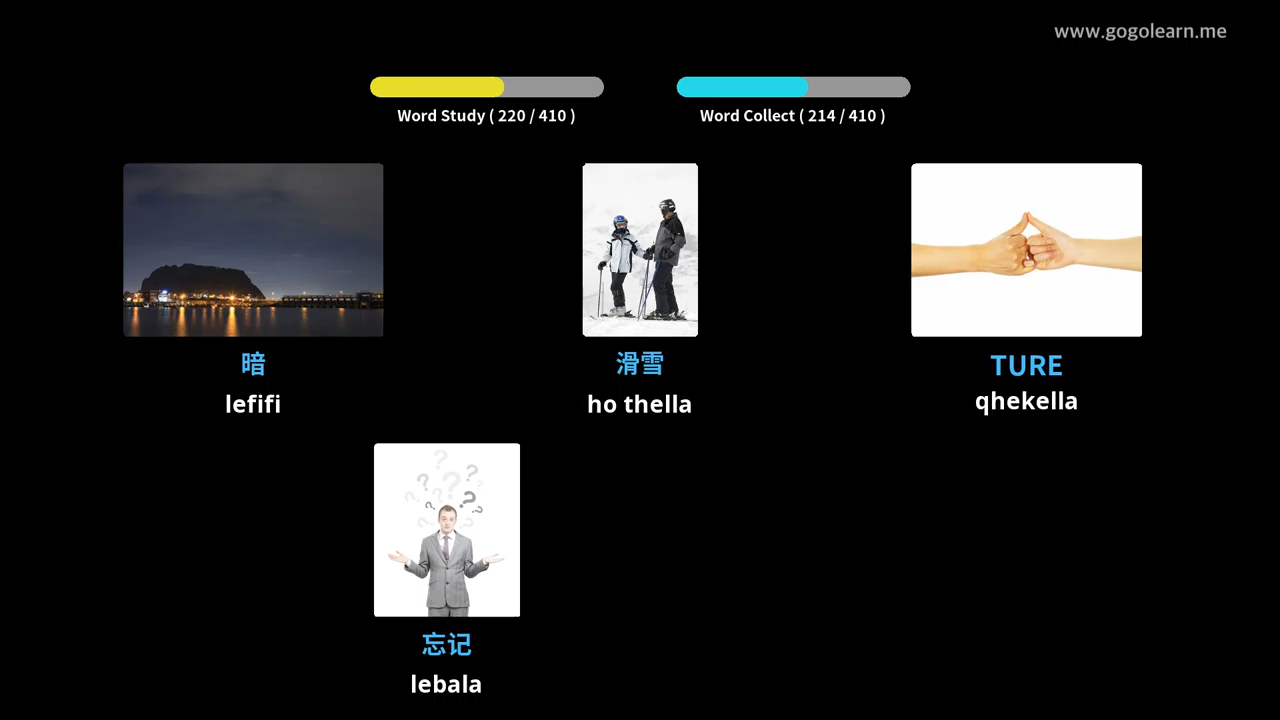 www.gogolearn.me
Word Study ( 220 / 410 )
Word Collect ( 214 / 410 )
暗
lefifi
滑雪
ho thella
TURE
qhekella
忘记
lebala